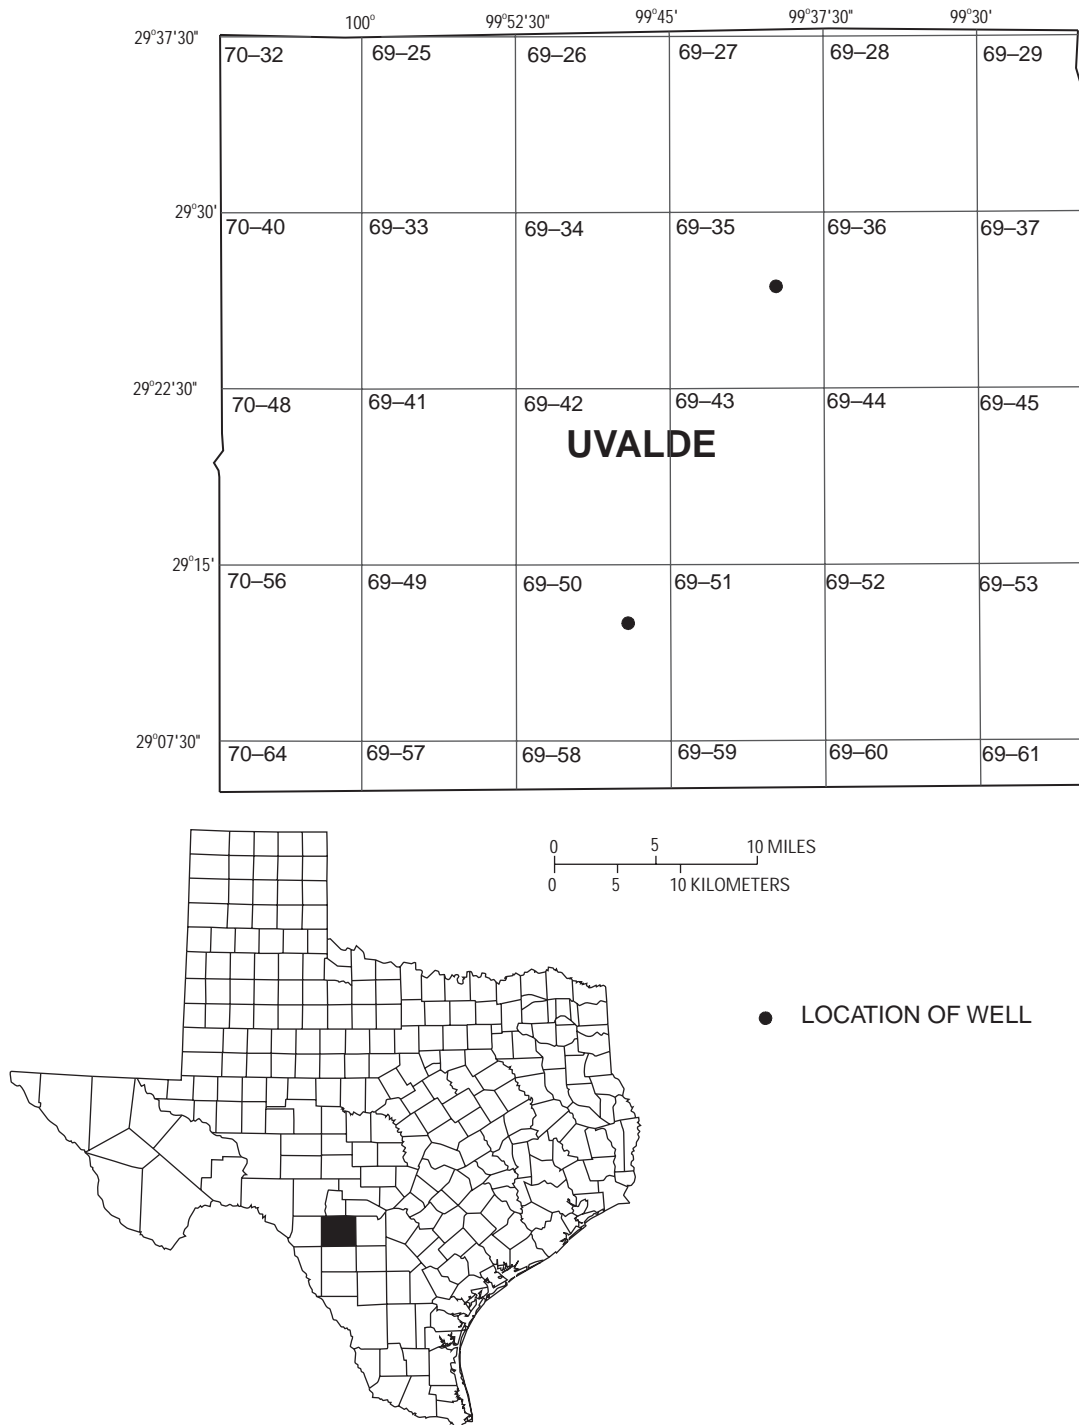 100° 99°52'30" 99°45' 99°37'30" 99°30'
29°37'30"
70–32 69–25 69–26 69–27 69–28 69–29
29°30'
70–40 69–33 69–34 69–35 69–36 69–37
29°22'30"
70–48 69–41 69–42 69–43 69–44 69–45
UVALDE
29°15'
70–56 69–49 69–50 69–51 69–52 69–53
29°07'30"
70–64 69–57 69–58 69–59 69–60 69–61
0 5 10 MILES
0 5 10 KILOMETERS
LOCATION OF WELL